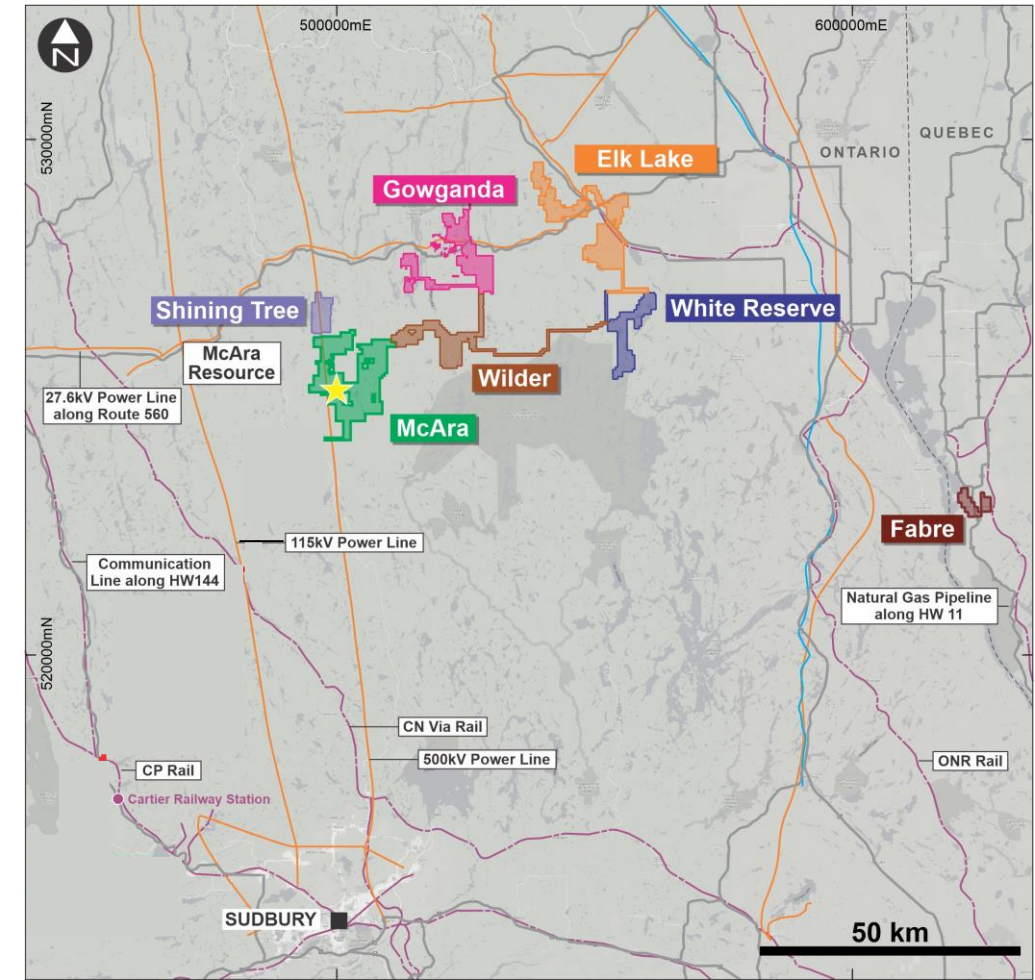 500000mE
600000mE
N
530000mN
QUEBEC
ONTARIO
Elk Lake
Gowganda
Shining Tree
White Reserve
McAra
Resource
Wilder
27.6kV Power Line
along Route 560
McAra
Fabre
115kV Power Line
Communication
Line along HW144
Natural Gas Pipeline
along HW 11
520000mN
CN Via Rail
500kV Power Line
ONR Rail
CP Rail
Cartier Railway Station
SUDBURY
50 km